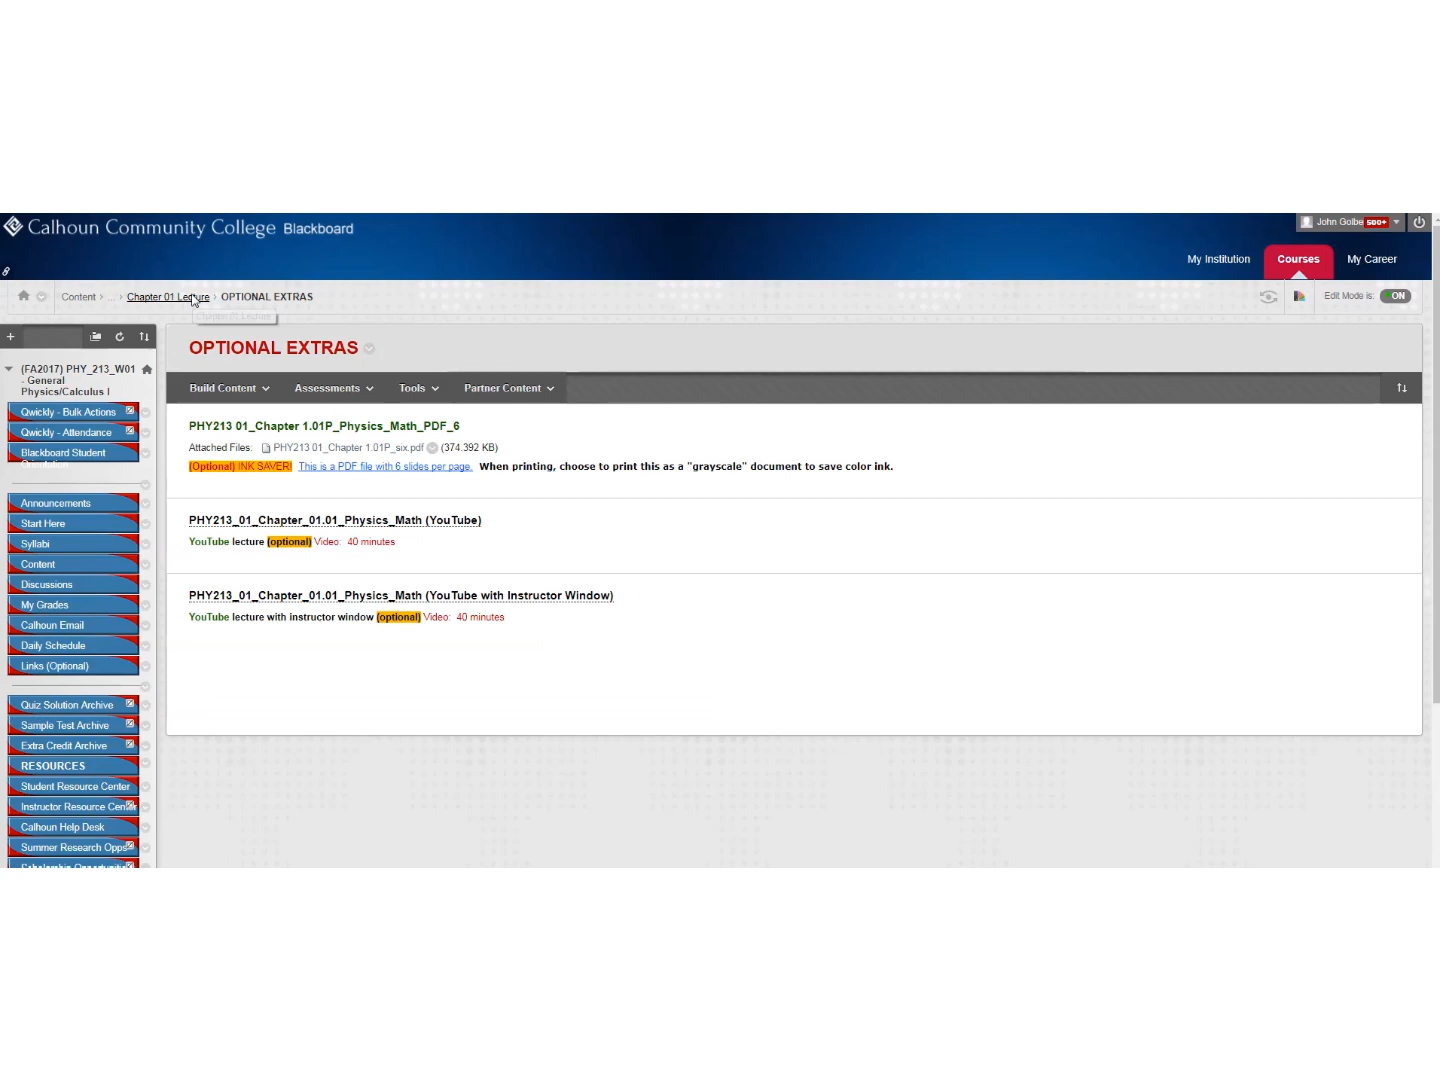 Calhoun Community College Blackboard
John Golbe 500+
My Institution Courses My Career
Content > ... > Chapter 01 Lecture > OPTIONAL EXTRAS
Edit Mode is: ON
Chapter 01 Lecture
(FA2017) PHY_213_W01
- General
Physics/Calculus I
Qwickly - Bulk Actions
Qwickly - Attendance
Blackboard Student
Orientation
Announcements
Start Here
Syllabi
Content
Discussions
My Grades
Calhoun Email
Daily Schedule
Links (Optional)
Quiz Solution Archive
Sample Test Archive
Extra Credit Archive
RESOURCES
Student Resource Center
Instructor Resource Center
Calhoun Help Desk
Summer Research Opps
OPTIONAL EXTRAS
Build Content Assessments Tools Partner Content
PHY213 01_Chapter 1.01P_Physics_Math_PDF_6
Attached Files: PHY213 01_Chapter 1.01P_six.pdf (374.392 KB)
(Optional) INK SAVER! This is a PDF file with 6 slides per page. When printing, choose to print this as a "grayscale" document to save color ink.
PHY213_01_Chapter_01.01_Physics_Math (YouTube)
YouTube lecture (optional) Video: 40 minutes
PHY213_01_Chapter_01.01_Physics_Math (YouTube with Instructor Window)
YouTube lecture with instructor window (optional) Video: 40 minutes